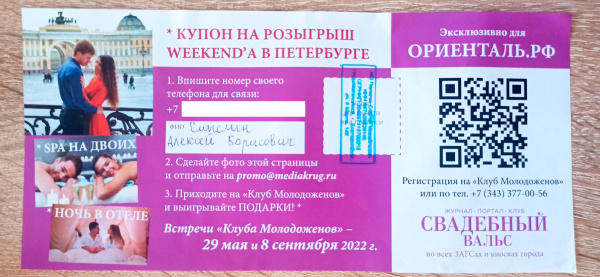 * КУПОН НА РОЗЫГРЫШ
WEEKEND'А В ПЕТЕРБУРГЕ
1. Впишите номер своего
телефона для связи:
+7
ФИО
Алексей Борисович
2. Сделайте фото этой страницы
и отправьте на promo@mediakrug.ru
3. Приходите на «Клуб Молодоженов»
и выигрывайте ПОДАРКИ! *
Встречи «Клуба Молодоженов» –
29 мая и 8 сентября 2022 г.
* SPA НА ДВОИХ
* НОЧЬ В ОТЕЛЕ
Эксклюзивно для
ОРИЕНТАЛЬ.РФ
Регистрация на «Клуб Молодоженов»
или по тел. +7 (343) 377-00-56
ЖУРНАЛ · ПОРТАЛ · КЛУБ
СВАДЕБНЫЙ
ВАЛЬС
во всех ЗАГСах и киосках города